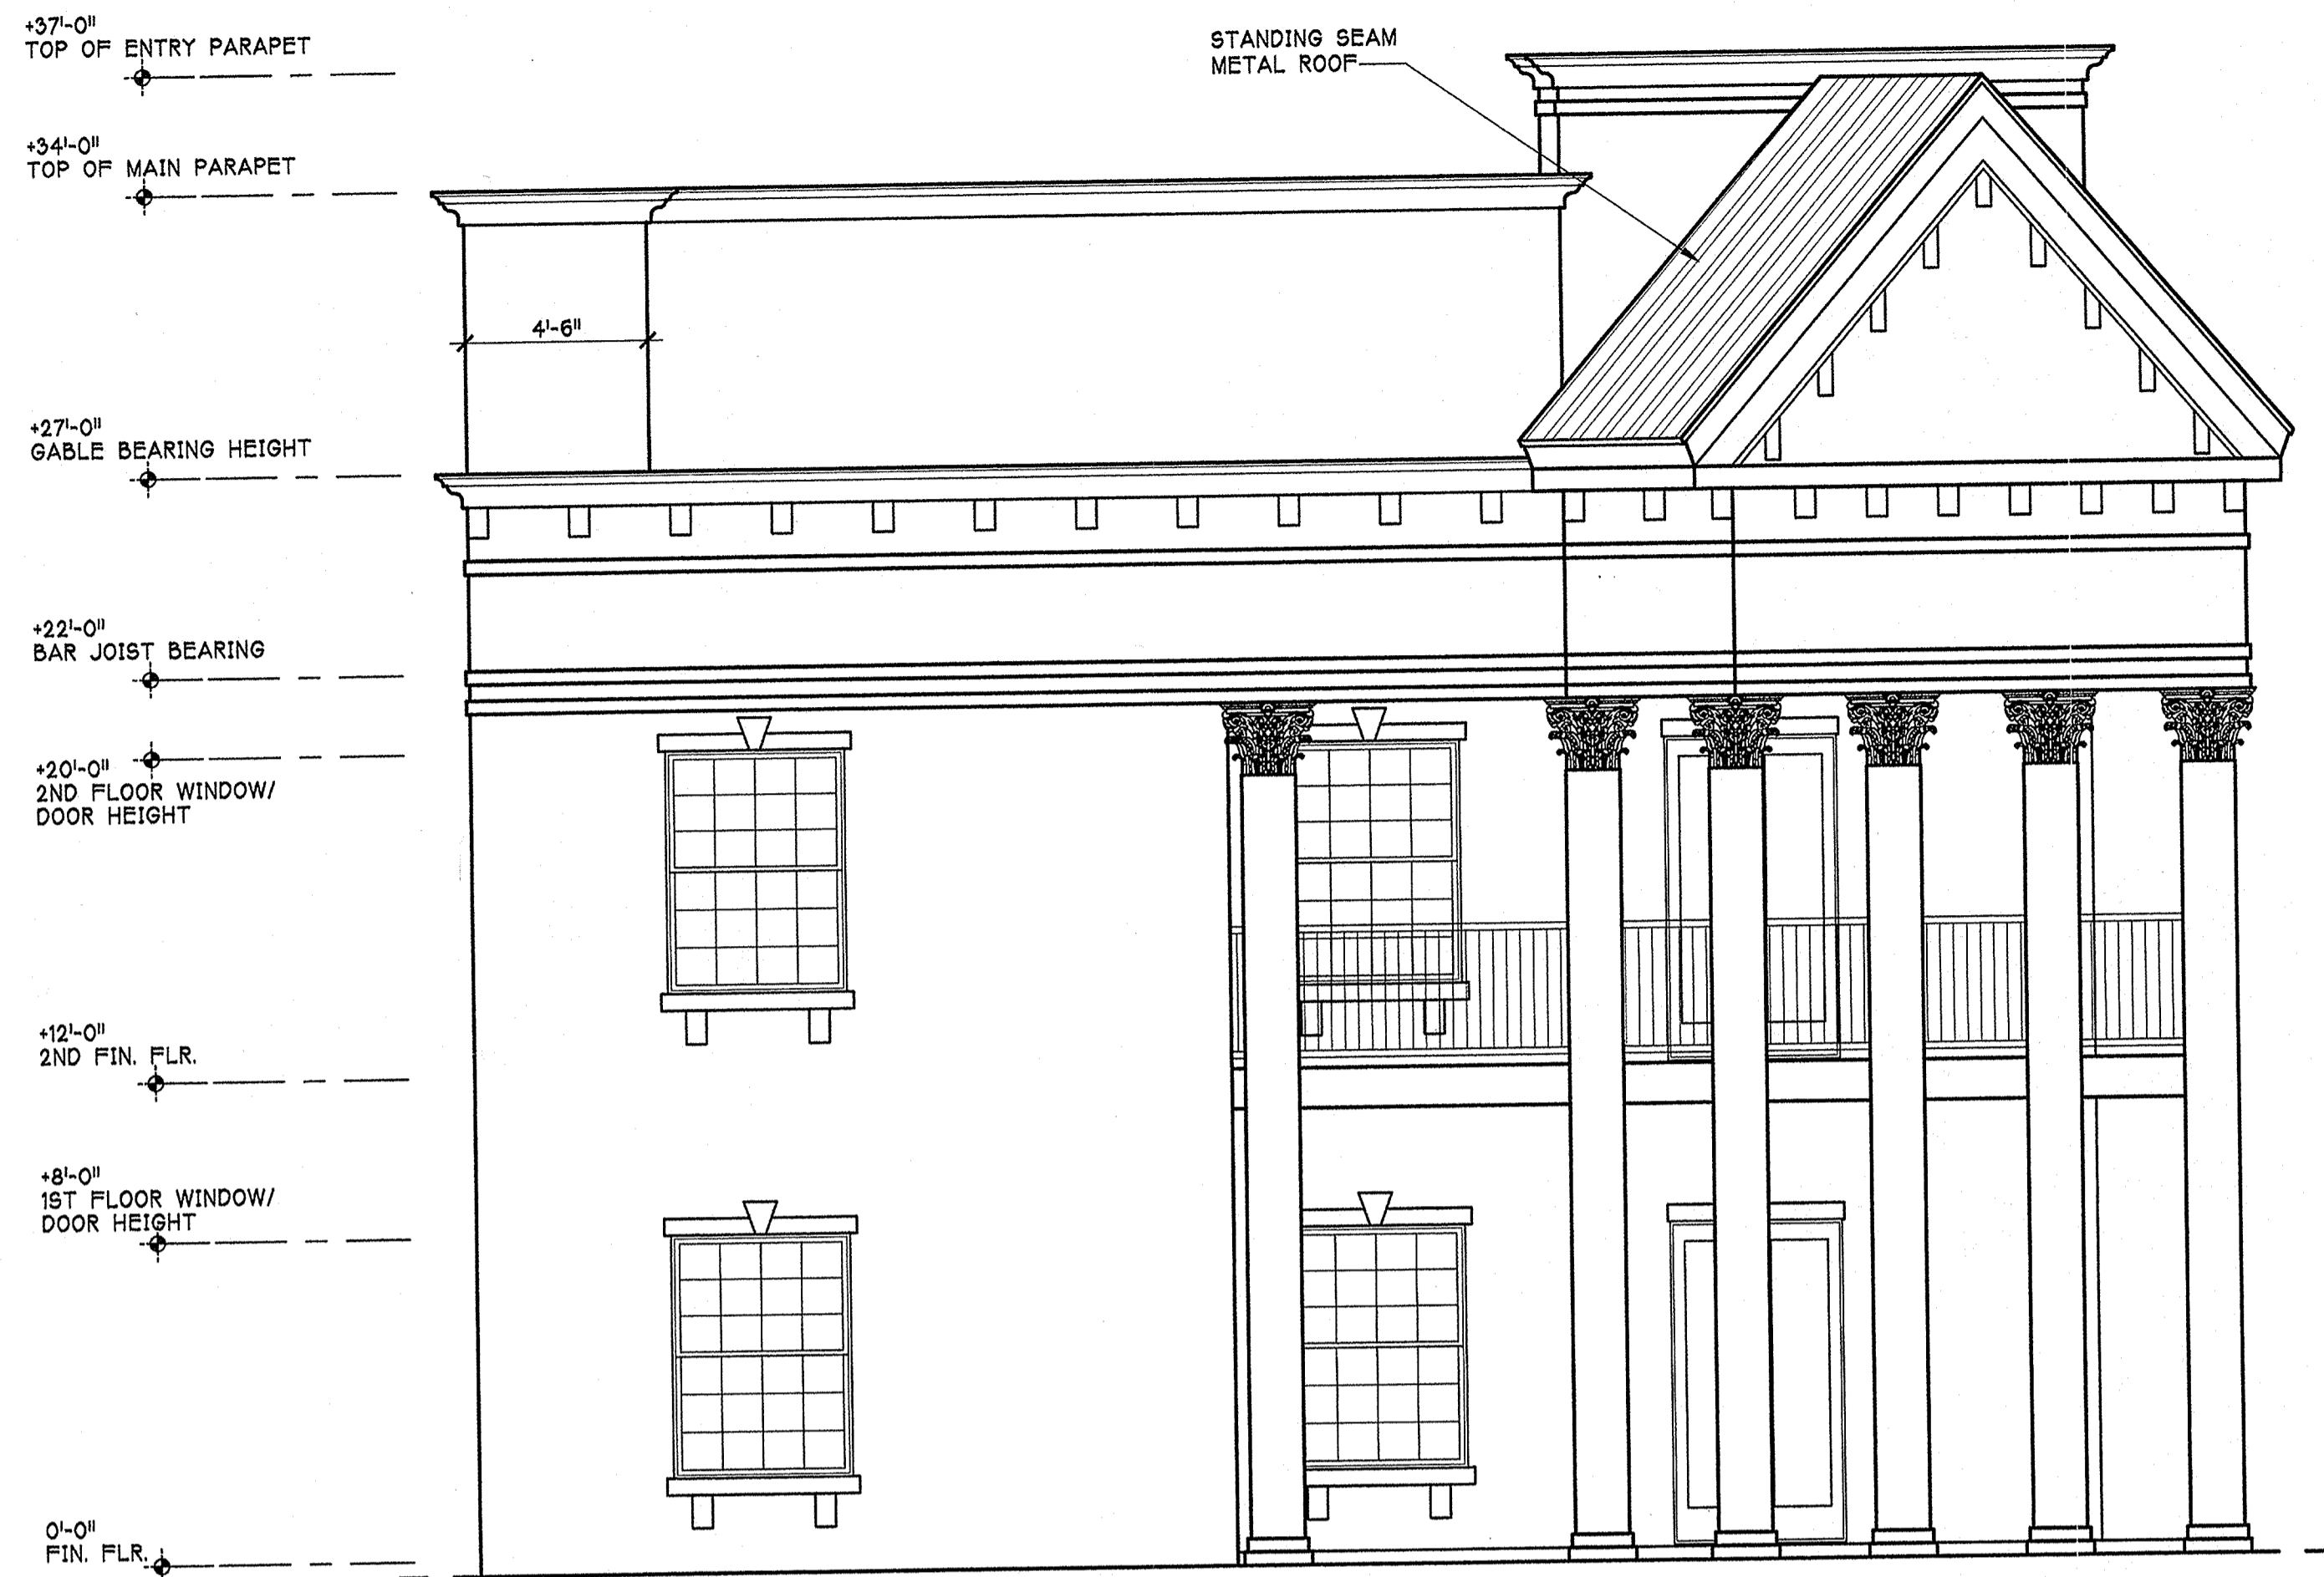 +37'-0"
TOP OF ENTRY PARAPET
STANDING SEAM
METAL ROOF
+34'-0"
TOP OF MAIN PARAPET
4'-6"
+27'-0"
GABLE BEARING HEIGHT
+22'-0"
BAR JOIST BEARING
+20'-0"
2ND FLOOR WINDOW/
DOOR HEIGHT
+12'-0"
2ND FIN. FLR.
+8'-0"
1ST FLOOR WINDOW/
DOOR HEIGHT
0'-0"
FIN. FLR.